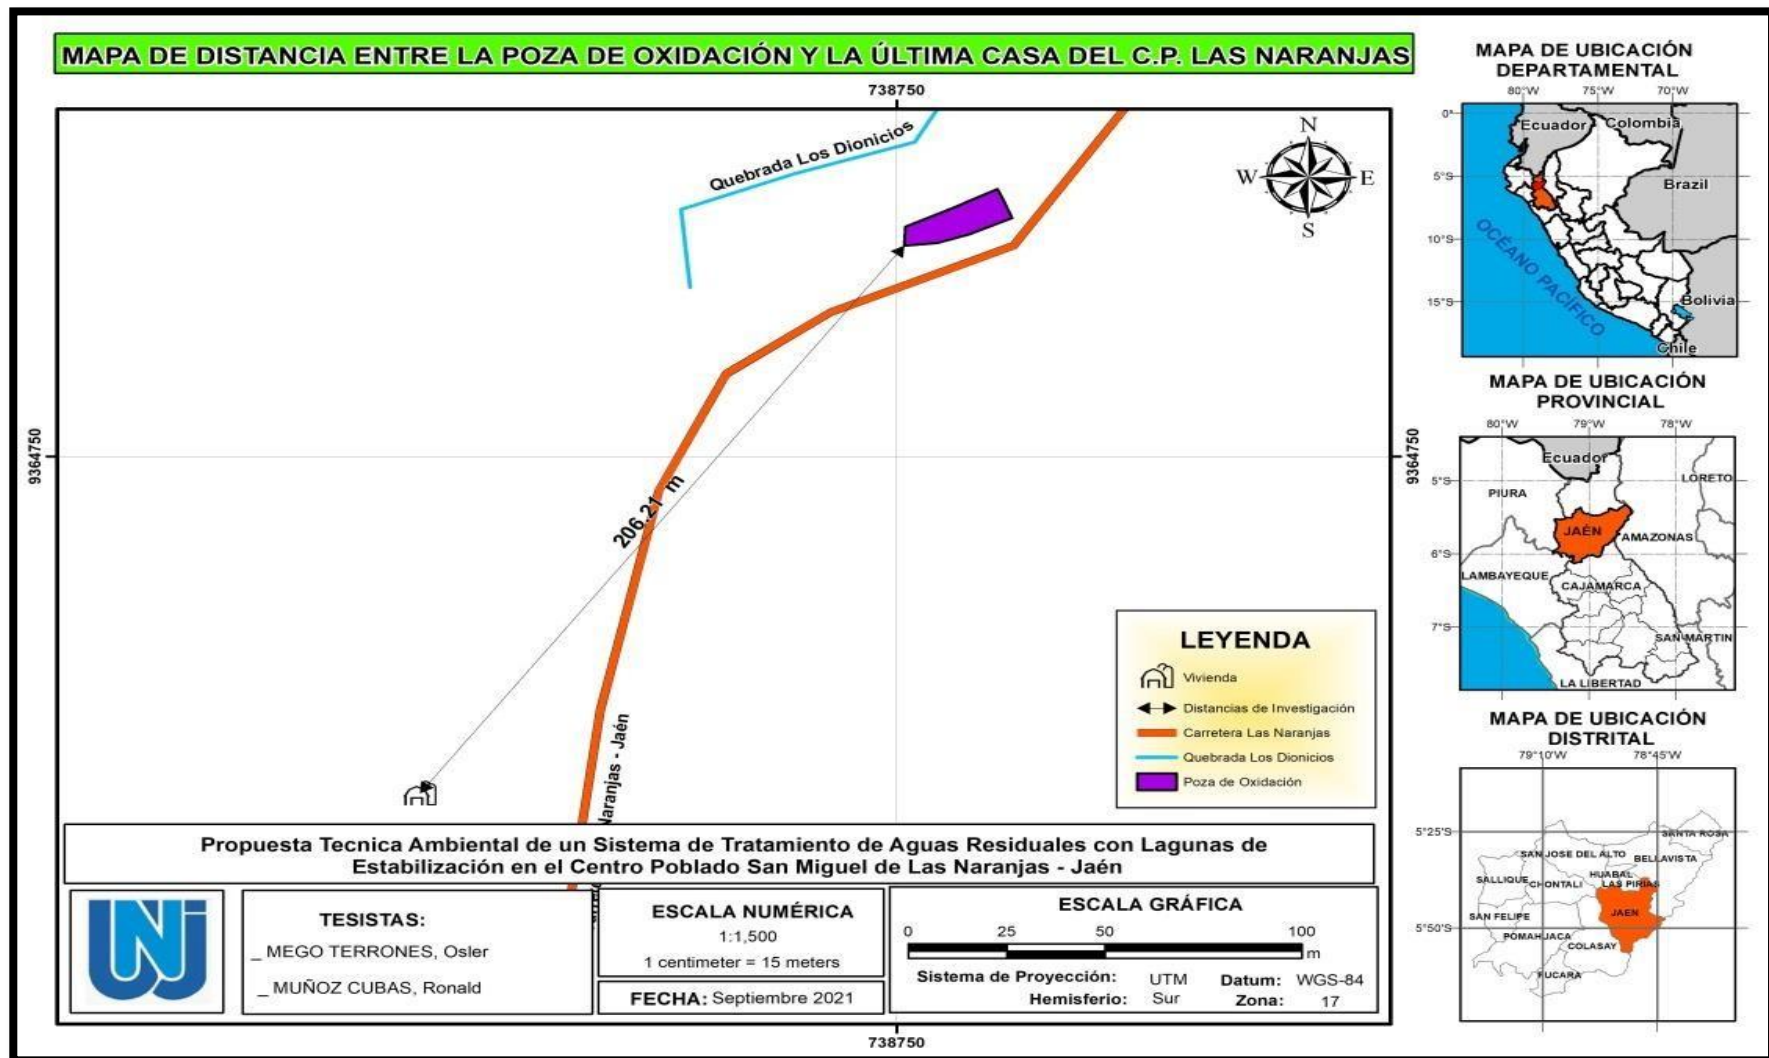 MAPA DE DISTANCIA ENTRE LA POZA DE OXIDACIÓN Y LA ÚLTIMA CASA DEL C.P. LAS NARANJAS
738750
Quebrada Los Dionicios
N
W
E
S
9364750
9364750
206.21 m
Naranjas - Jaén
LEYENDA
Vivienda
Distancias de Investigación
Carretera Las Naranjas
Quebrada Los Dionicios
Poza de Oxidación
Propuesta Tecnica Ambiental de un Sistema de Tratamiento de Aguas Residuales con Lagunas de
Estabilización en el Centro Poblado San Miguel de Las Naranjas - Jaén
UNJ
TESISTAS:
_ MEGO TERRONES, Osler
_ MUÑOZ CUBAS, Ronald
ESCALA NUMÉRICA
1:1,500
1 centimeter = 15 meters
FECHA: Septiembre 2021
ESCALA GRÁFICA
0 25 50 100
m
Sistema de Proyección: UTM Datum: WGS-84
Hemisferio: Sur Zona: 17
738750
MAPA DE UBICACIÓN
DEPARTAMENTAL
80°W 75°W 70°W
0°
5°S
10°S
15°S
Ecuador
Colombia
Brazil
OCÉANO PACÍFICO
Bolivia
Chile
MAPA DE UBICACIÓN
PROVINCIAL
80°W 79°W 78°W
5°S
6°S
7°S
Ecuador
LORETO
PIURA
JAÉN
AMAZONAS
LAMBAYEQUE
CAJAMARCA
SAN MARTIN
LA LIBERTAD
MAPA DE UBICACIÓN
DISTRITAL
79°10'W 78°45'W
5°25'S
5°50'S
SANTA ROSA
SAN JOSE DEL ALTO
BELLAVISTA
HUABAL
SALLIQUE
CHONTALI
LAS PIRIAS
SAN FELIPE
JAEN
POMAHJACA
COLASAY
PUCARA